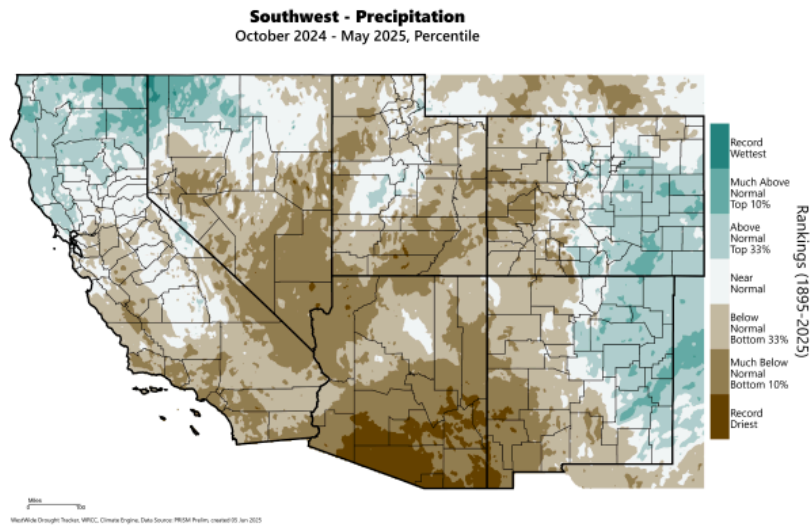 Southwest - Precipitation
October 2024 - May 2025, Percentile
Record
Wettest
Much Above
Normal
Top 10%
Above
Normal
Top 33%
Near
Normal
Below
Normal
Bottom 33%
Much Below
Normal
Bottom 10%
Record
Driest
Rankings (1895-2025)
Miles
0 100
WestWide Drought Tracker, WRCC, Climate Engine, Data Source: PRISM Prelim, created 05 Jun 2025